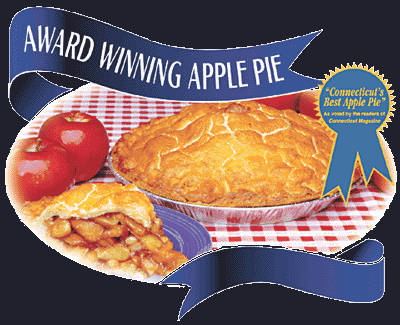 AWARD WINNING APPLE PIE
"Connecticut's
Best Apple Pie"
As voted by the readers of
Connecticut Magazine